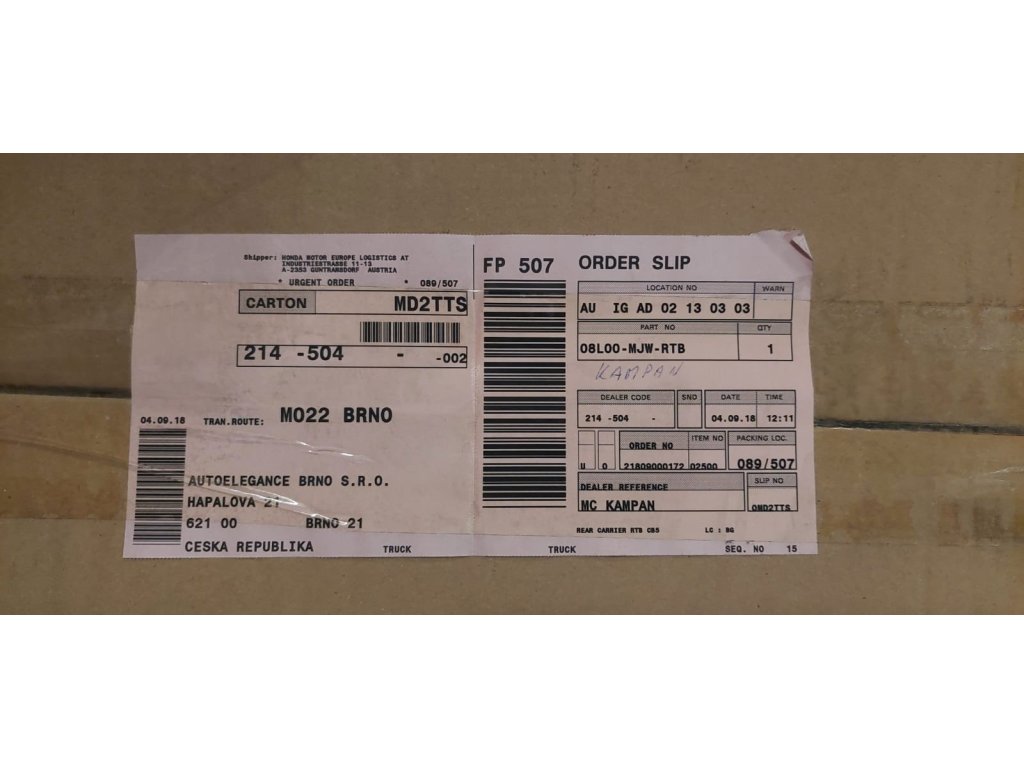 Shipper: HONDA MOTOR EUROPE LOGISTICS AT
INDUSTRIESTRASSE 11-13
A-2353 GUNTRAMSDORF AUSTRIA
* URGENT ORDER * 089/507
CARTON MD2TTS
214 -504 - -002
04.09.18 TRAN.ROUTE: MO22 BRNO
AUTOELEGANCE BRNO S.R.O.
HAPALOVA 21
621 00 BRNO 21
CESKA REPUBLIKA TRUCK
FP 507 ORDER SLIP
LOCATION NO WARN
AU IG AD 02 13 03 03
PART NO QTY
08L00-MJW-RTB 1
KAMPAN
DEALER CODE SND DATE TIME
214 -504 - 04.09.18 12:11
ORDER NO ITEM NO PACKING LOC.
U 0 21809000172 02500 089/507
DEALER REFERENCE SLIP NO
MC KAMPAN 0MD2TTS
REAR CARRIER RTB CB5 LC : BG
TRUCK SEQ. NO 15